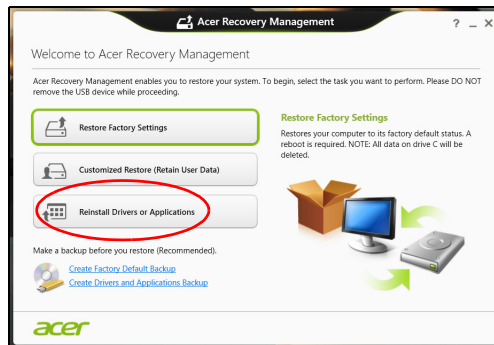 Acer Recovery Management
? _ X
Welcome to Acer Recovery Management
Acer Recovery Management enables you to restore your system. To begin, select the task you want to perform. Please DO NOT
remove the USB device while proceeding.
Restore Factory Settings
Customized Restore (Retain User Data)
Reinstall Drivers or Applications
Restore Factory Settings
Restores your computer to its factory default status. A
reboot is required. NOTE: All data on drive C will be
deleted.
Make a backup before you restore (Recommended).
Create Factory Default Backup
Create Drivers and Applications Backup
acer